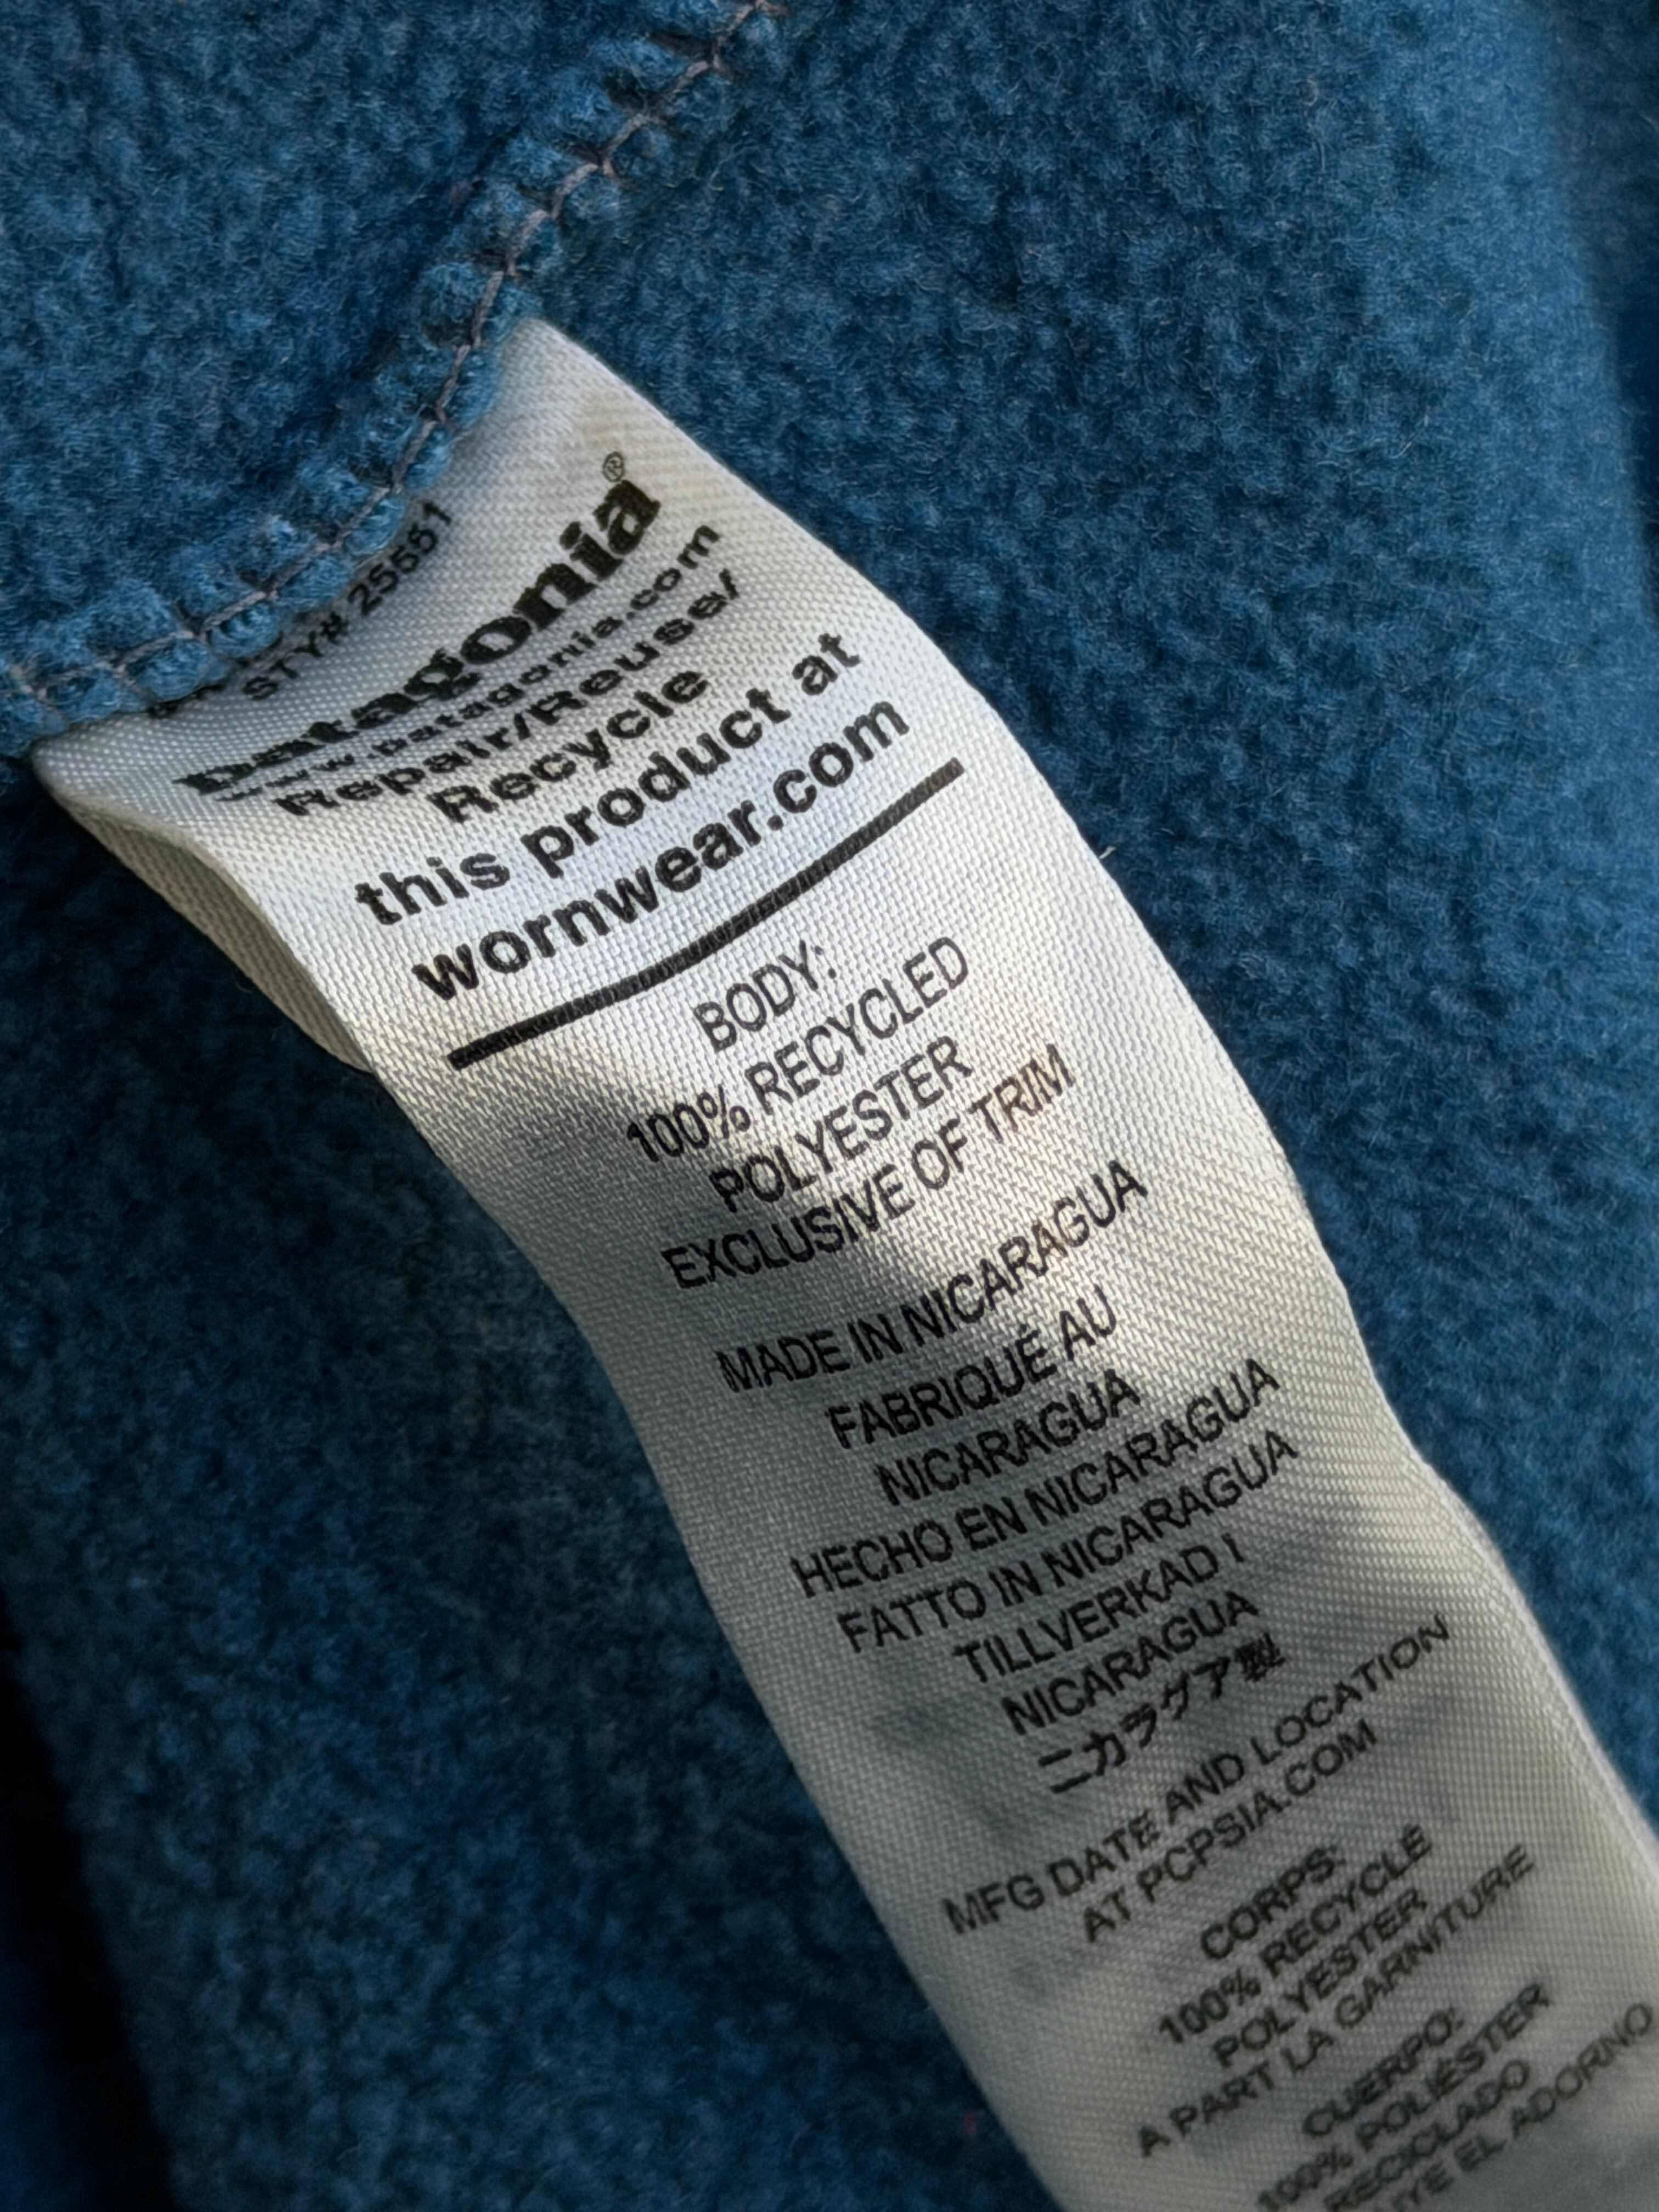 STY# 25551
patagonia®
www.patagonia.com
Repair/Reuse/
Recycle
this product at
wornwear.com
BODY:
100% RECYCLED
POLYESTER
EXCLUSIVE OF TRIM
MADE IN NICARAGUA
FABRIQUÉ AU
NICARAGUA
HECHO EN NICARAGUA
FATTO IN NICARAGUA
TILLVERKAD I
NICARAGUA
ニカラグア製
MFG DATE AND LOCATION
AT PCPSIA.COM
CORPS:
100% RECYCLÉ
POLYESTER
A PART LA GARNITURE
CUERPO:
100% POLIÉSTER
RECICLADO
EL ADORNO